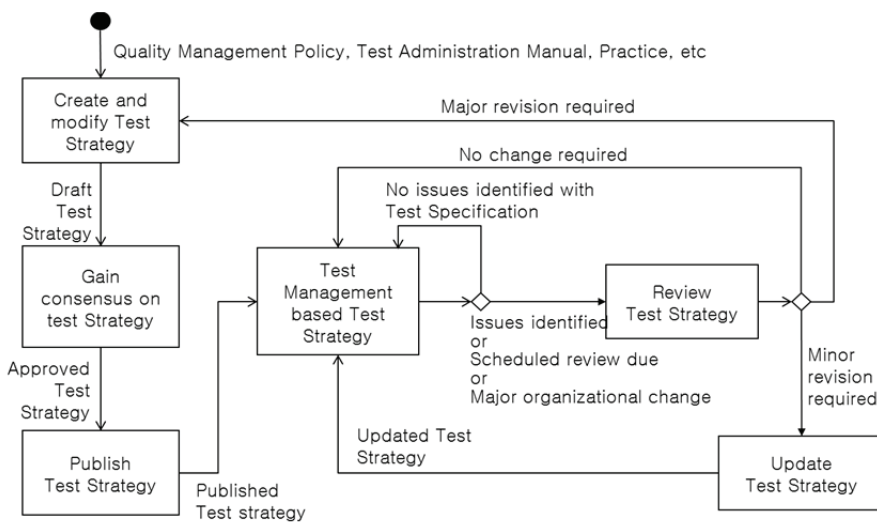 Quality Management Policy, Test Administration Manual, Practice, etc
Create and
modify Test
Strategy
Major revision required
No change required
Draft
Test
Strategy
No issues identified with
Test Specification
Gain
consensus on
test Strategy
Test
Management
based Test
Strategy
Review
Test Strategy
Issues identified
or
Scheduled review due
or
Major organizational change
Minor
revision
required
Approved
Test
Strategy
Publish
Test Strategy
Published
Test strategy
Updated Test
Strategy
Update
Test Strategy